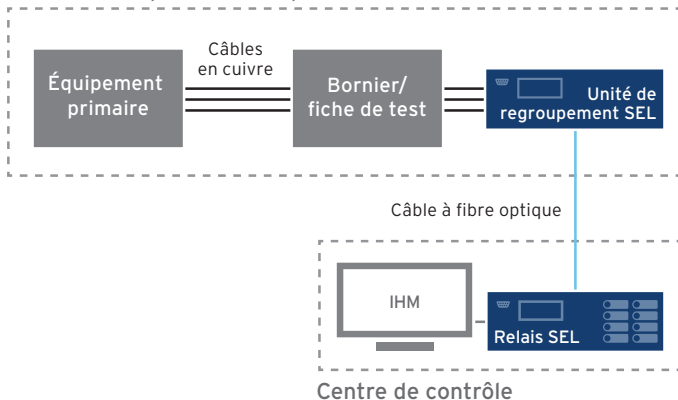 Câbles
en cuivre
Équipement
primaire
Bornier/
fiche de test
Unité de
regroupement SEL
Câble à fibre optique
IHM
Relais SEL
Centre de contrôle